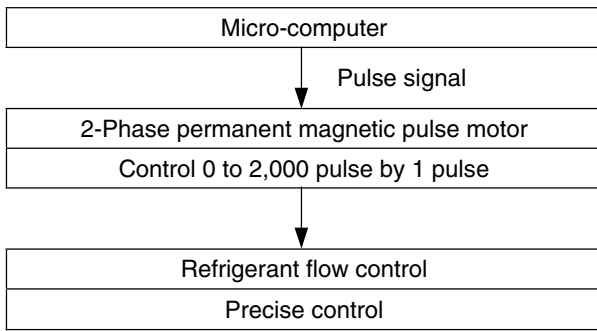 Micro-computer
Pulse signal
2-Phase permanent magnetic pulse motor
Control 0 to 2,000 pulse by 1 pulse
Refrigerant flow control
Precise control